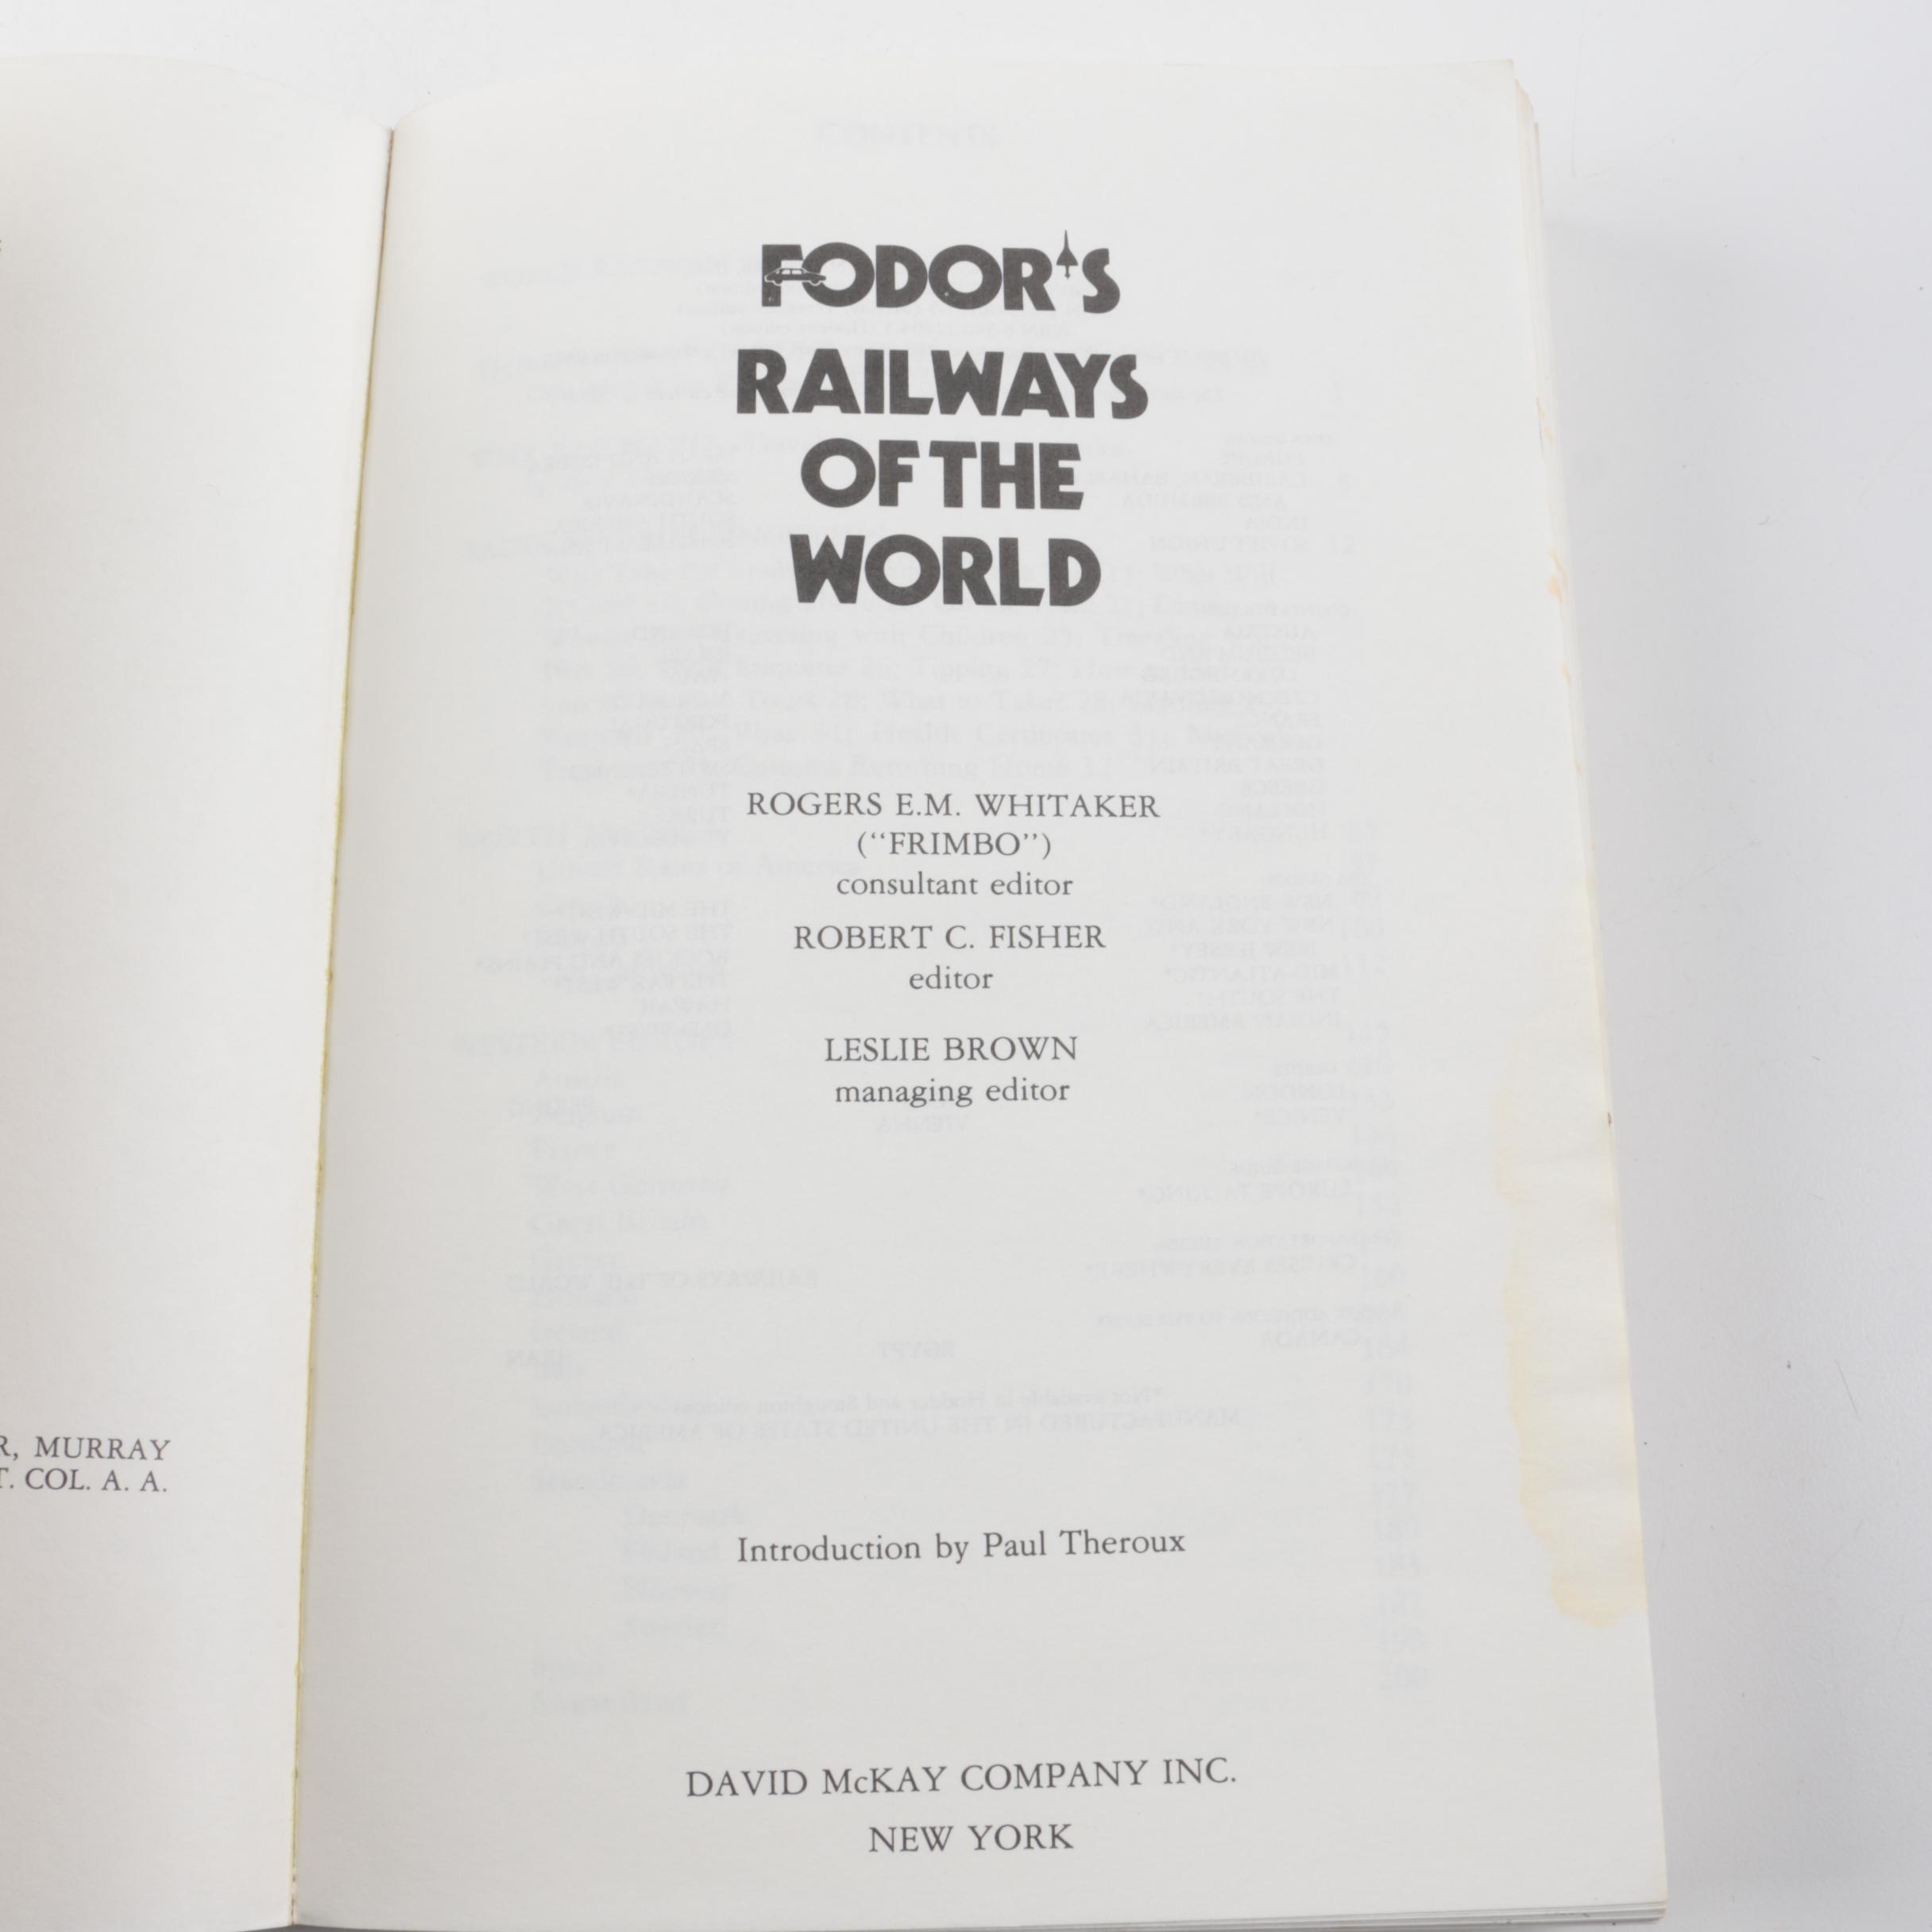 R, MURRAY
T. COL. A. A.
FODOR'S
RAILWAYS
OF THE
WORLD
ROGERS E.M. WHITAKER
(“FRIMBO”)
consultant editor
ROBERT C. FISHER
editor
LESLIE BROWN
managing editor
Introduction by Paul Theroux
DAVID McKAY COMPANY INC.
NEW YORK